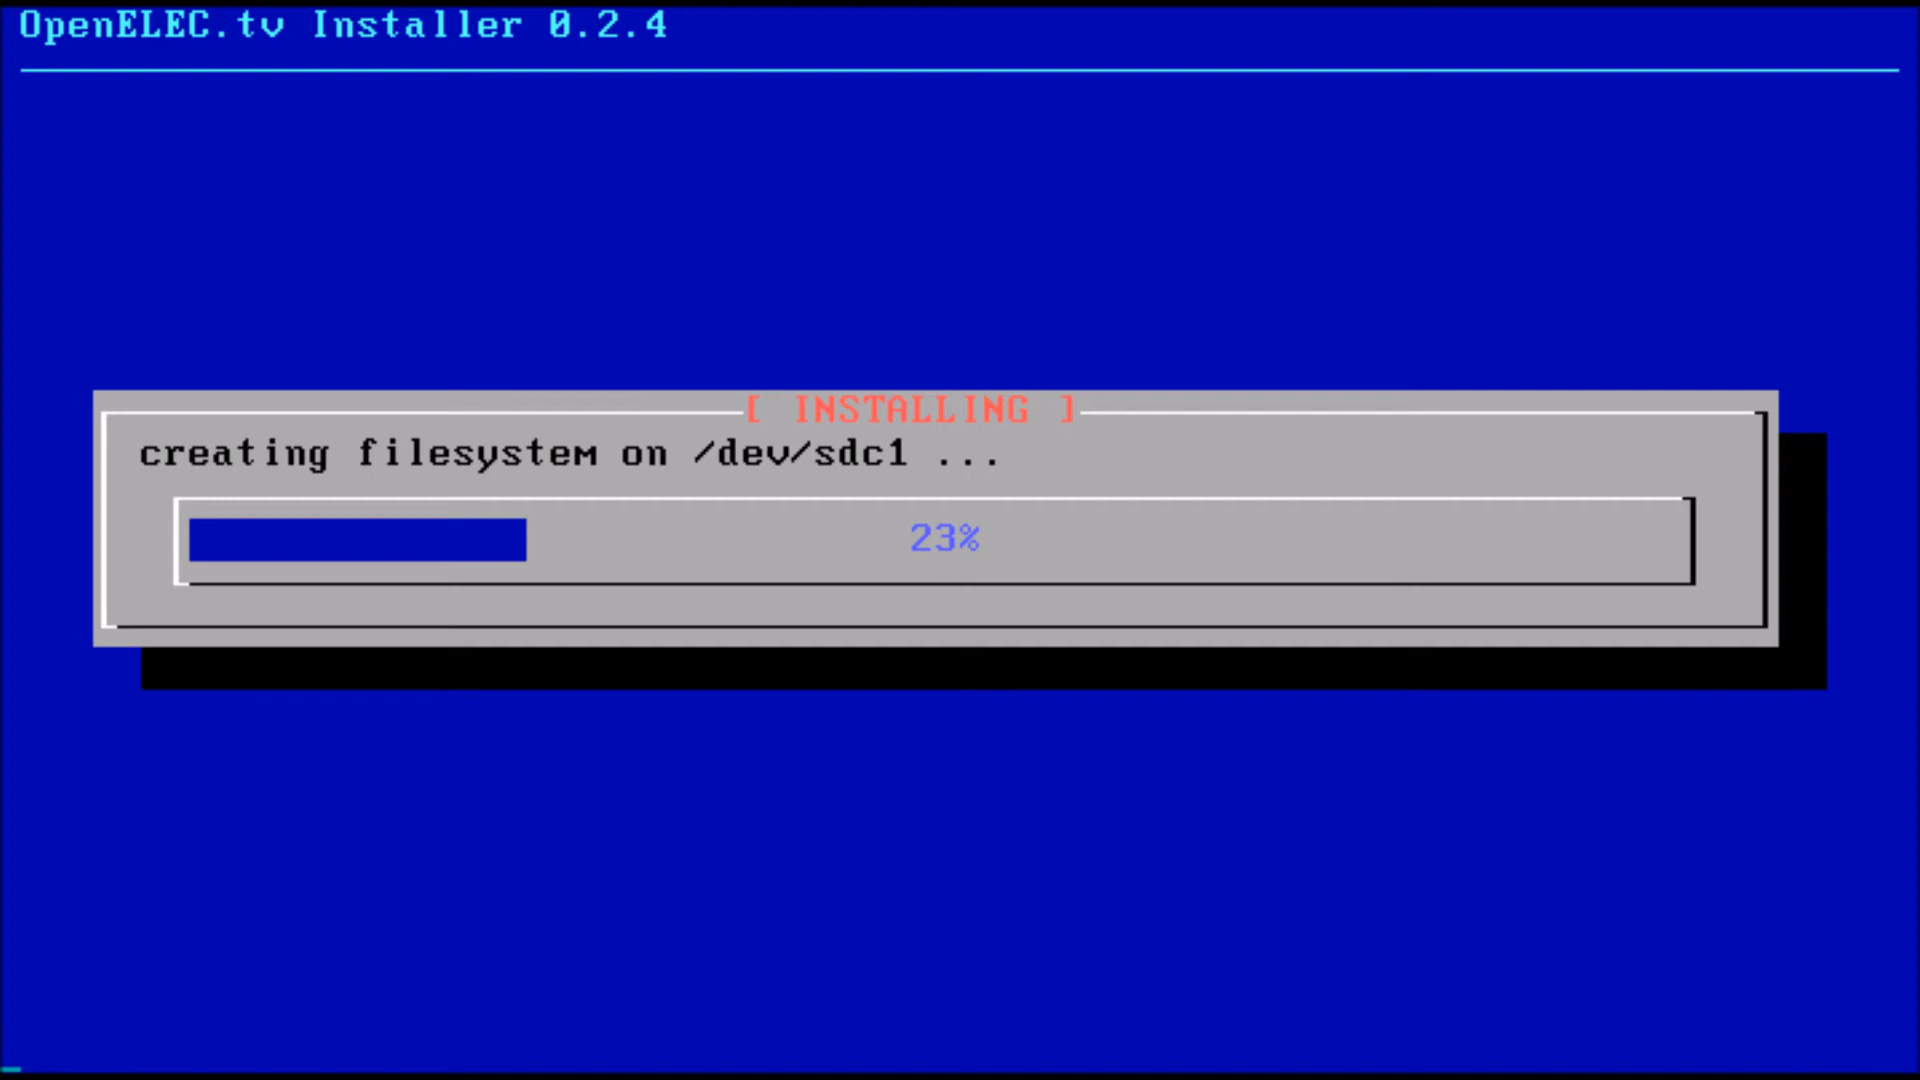 OpenELEC.tv Installer 0.2.4
[ INSTALLING ]
creating filesystem on /dev/sdc1 ...
23%